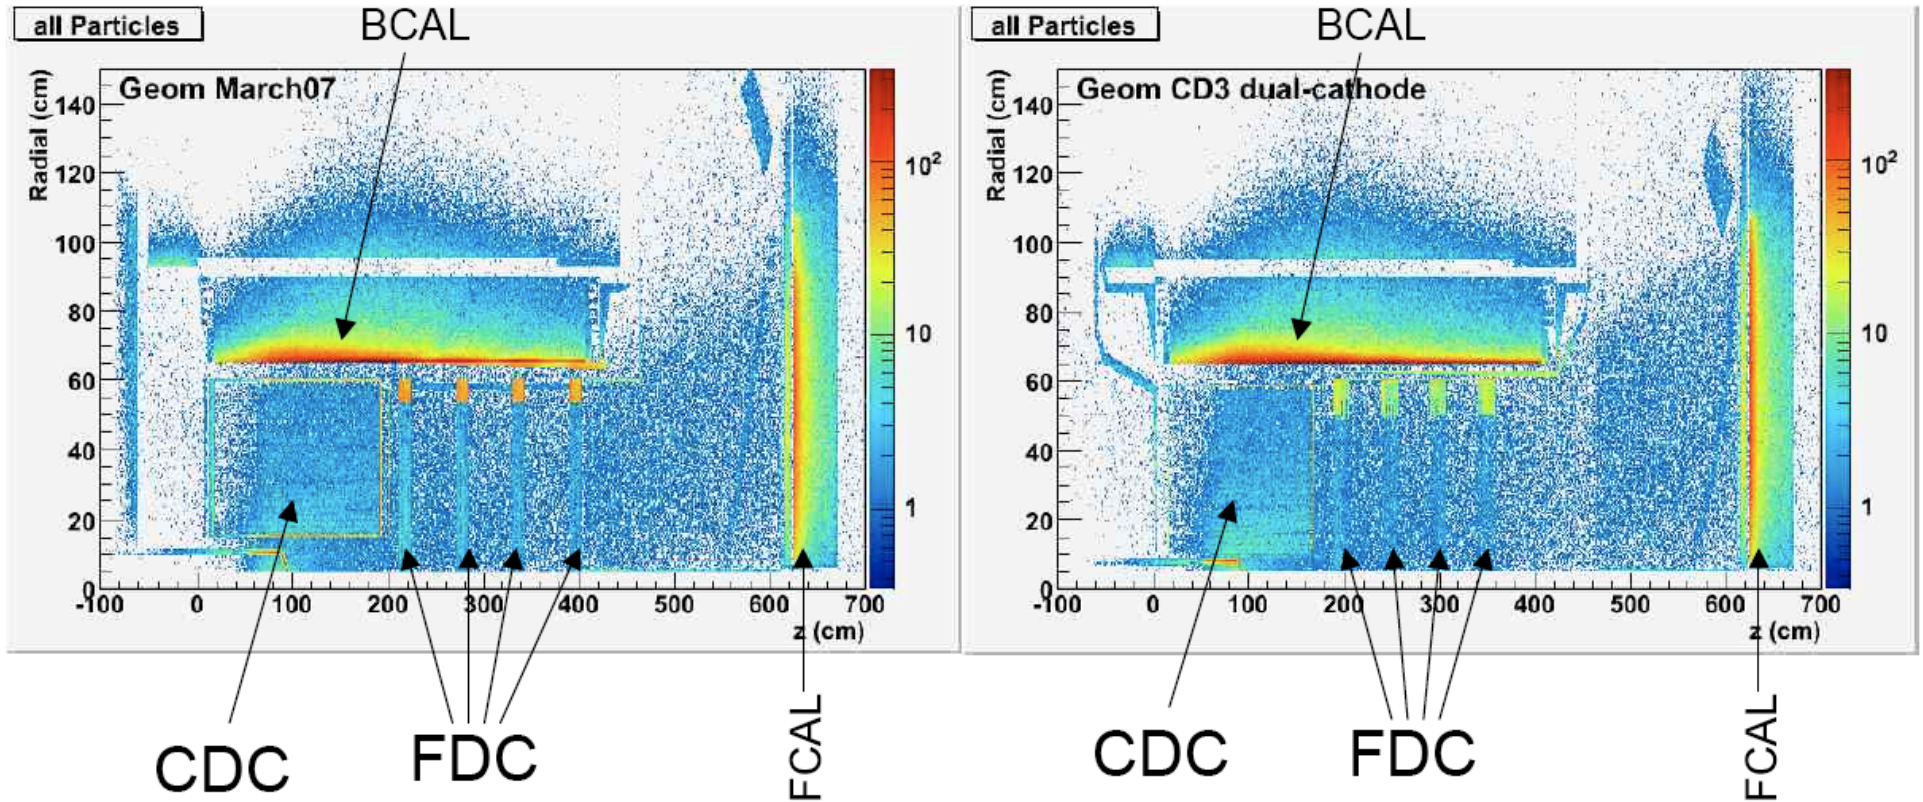 all Particles
BCAL
Geom March07
Radial (cm)
140
120
100
80
60
40
20
0
-100 0 100 200 300 400 500 600 700
z (cm)
10²
10
1
CDC
FDC
FCAL
all Particles
BCAL
Geom CD3 dual-cathode
Radial (cm)
140
120
100
80
60
40
20
0
-100 0 100 200 300 400 500 600 700
z (cm)
10²
10
1
CDC
FDC
FCAL